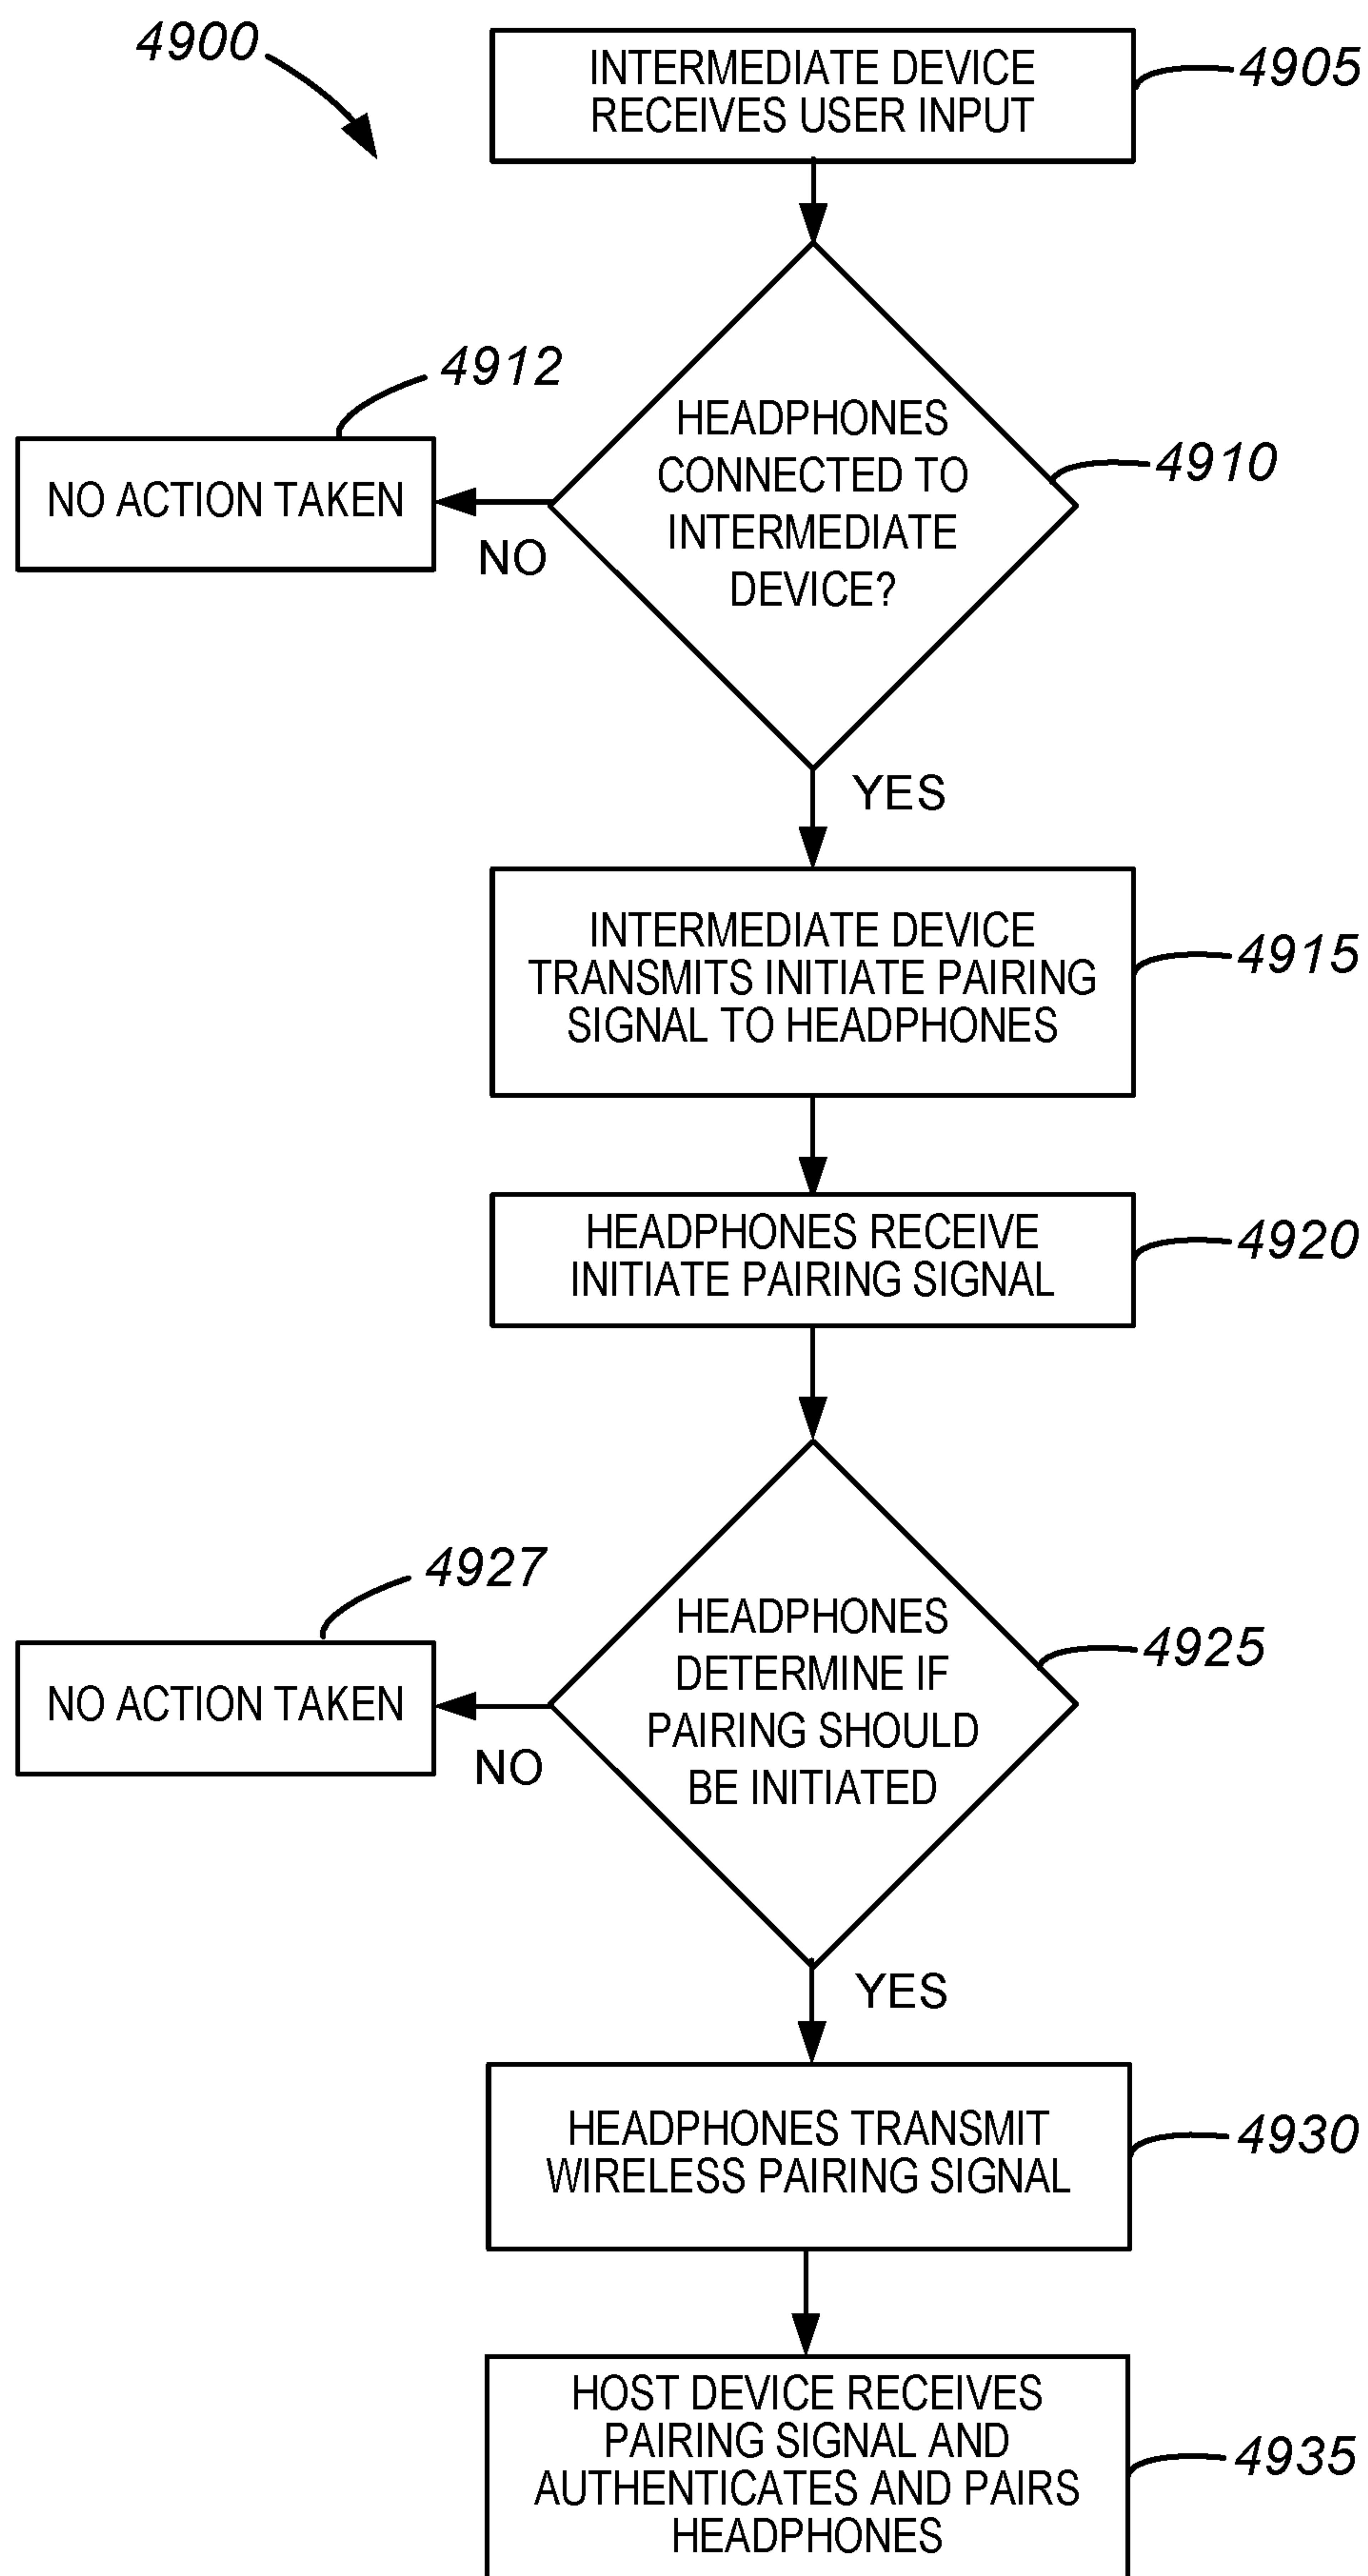 4900
INTERMEDIATE DEVICE
RECEIVES USER INPUT
4905
4912
HEADPHONES
CONNECTED TO
INTERMEDIATE
DEVICE?
4910
NO ACTION TAKEN
NO
YES
INTERMEDIATE DEVICE
TRANSMITS INITIATE PAIRING
SIGNAL TO HEADPHONES
4915
HEADPHONES RECEIVE
INITIATE PAIRING SIGNAL
4920
4927
HEADPHONES
DETERMINE IF
PAIRING SHOULD
BE INITIATED
4925
NO ACTION TAKEN
NO
YES
HEADPHONES TRANSMIT
WIRELESS PAIRING SIGNAL
4930
HOST DEVICE RECEIVES
PAIRING SIGNAL AND
AUTHENTICATES AND PAIRS
HEADPHONES
4935